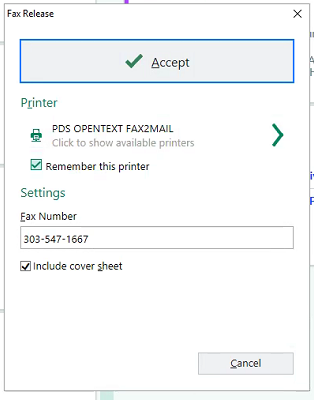 Fax Release
Accept
Printer
PDS OPENTEXT FAX2MAIL
Click to show available printers
Remember this printer
Settings
Fax Number
303-547-1667
Include cover sheet
Cancel